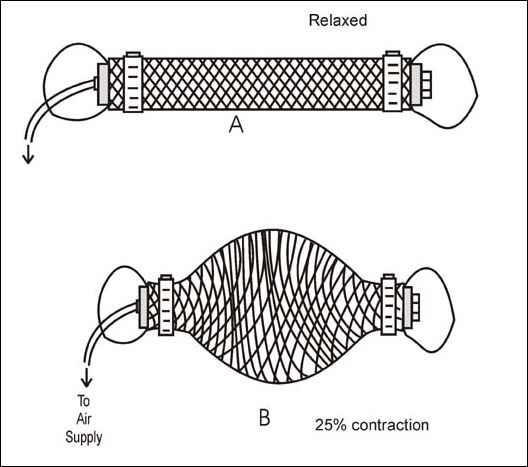 Relaxed
A
To
Air
Supply
B
25% contraction